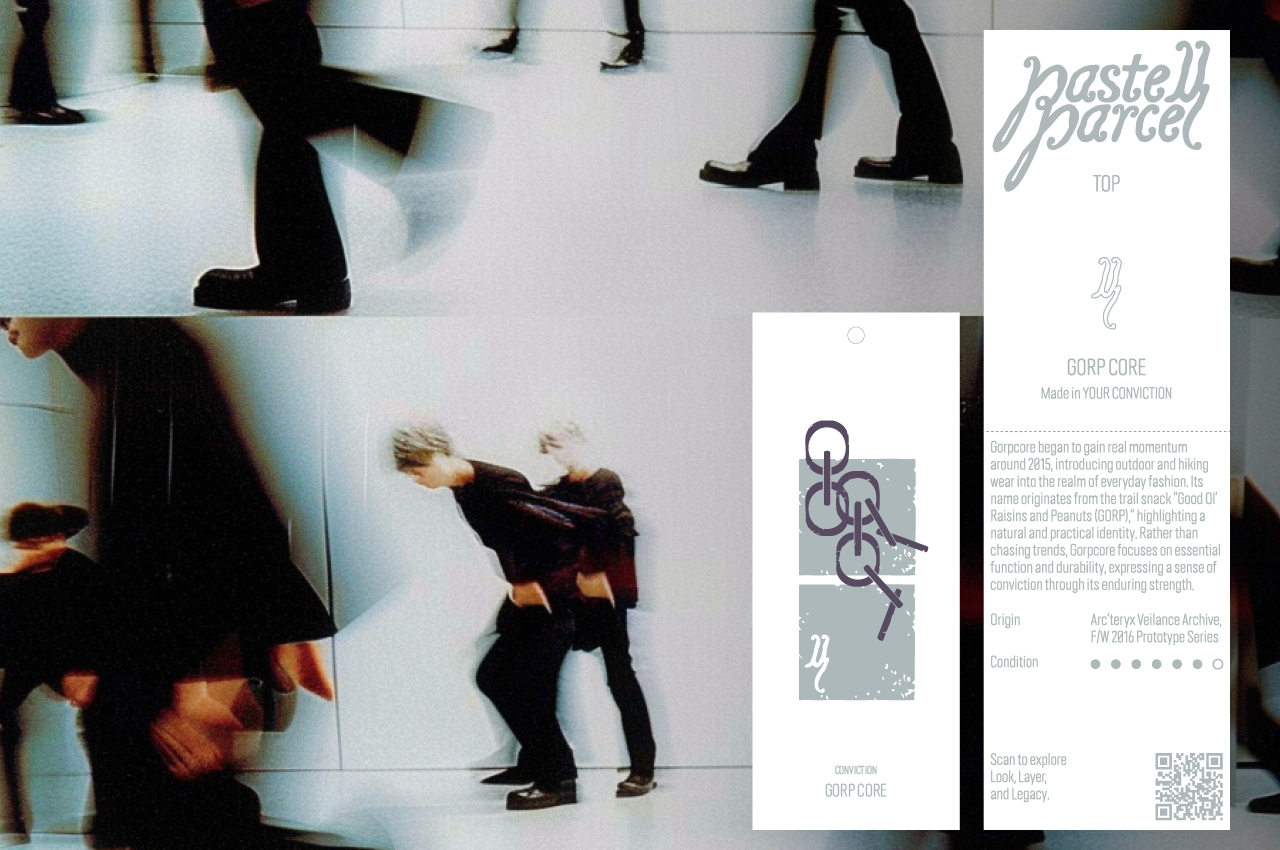 pastell
parcel
TOP
GORP CORE
Made in YOUR CONVICTION
Gorpcore began to gain real momentum
around 2015, introducing outdoor and hiking
wear into the realm of everyday fashion. Its
name originates from the trail snack "Good Ol'
Raisins and Peanuts (GORP)," highlighting a
natural and practical identity. Rather than
chasing trends, Gorpcore focuses on essential
function and durability, expressing a sense of
conviction through its enduring strength.
Origin
Arc'teryx Veilance Archive,
F/W 2016 Prototype Series
Condition
Scan to explore
Look, Layer,
and Legacy.
CONVICTION
GORP CORE